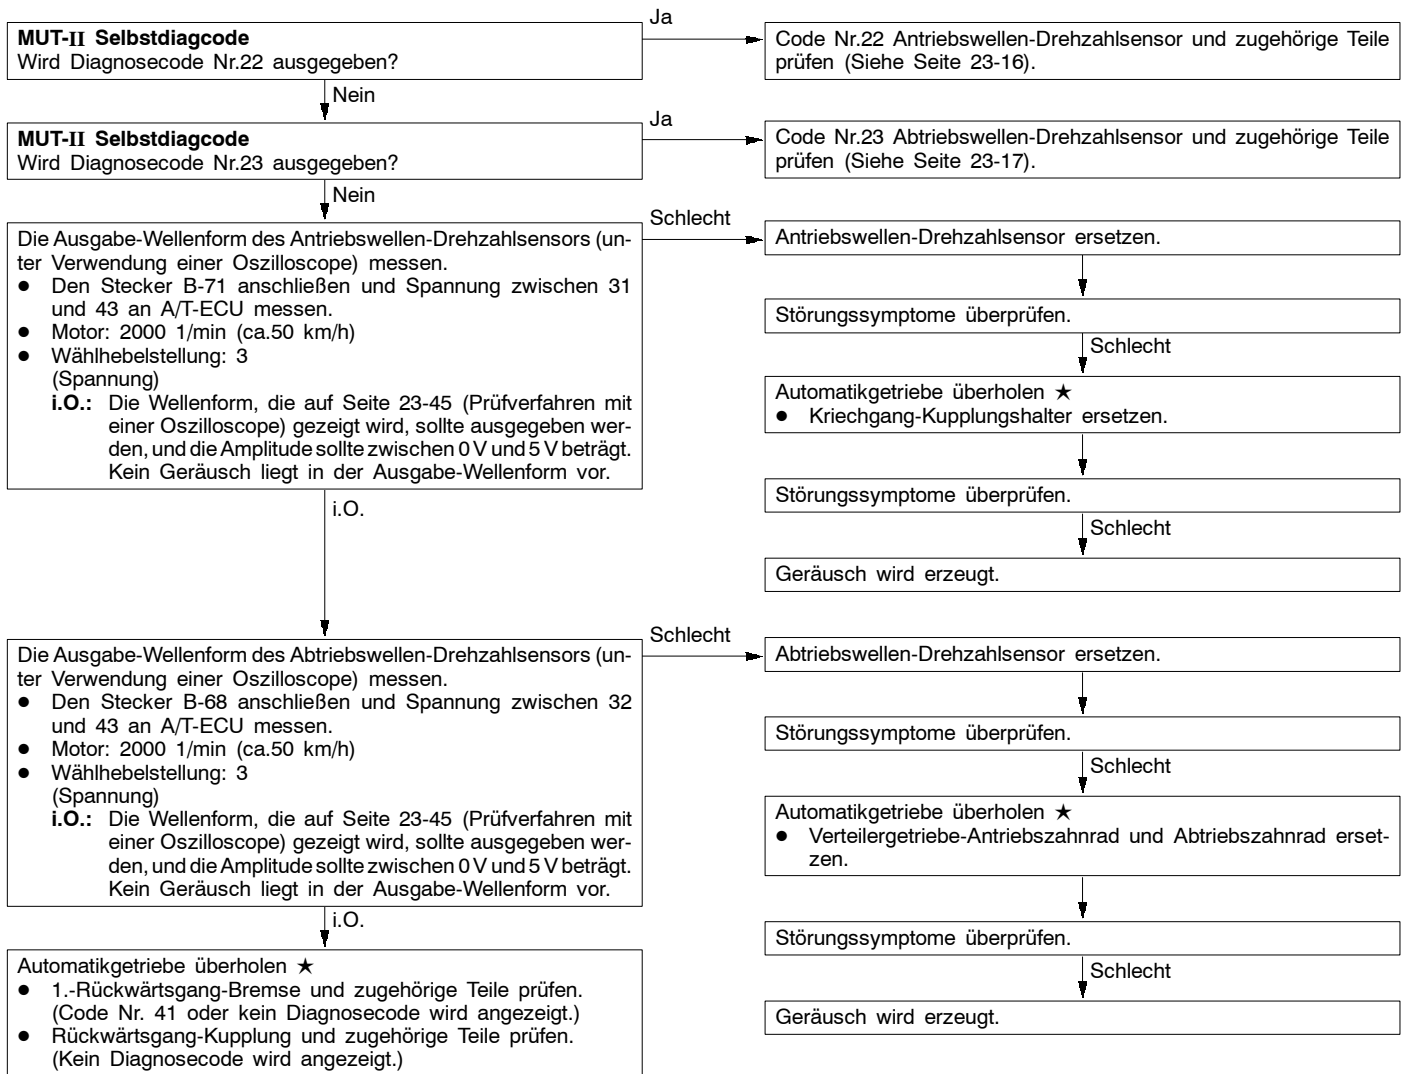 MUT-II Selbstdiagcode
Wird Diagnosecode Nr.22 ausgegeben?
Ja
Code Nr.22 Antriebswellen-Drehzahlsensor und zugehörige Teile
prüfen (Siehe Seite 23-16).
Nein
MUT-II Selbstdiagcode
Wird Diagnosecode Nr.23 ausgegeben?
Ja
Code Nr.23 Abtriebswellen-Drehzahlsensor und zugehörige Teile
prüfen (Siehe Seite 23-17).
Nein
Die Ausgabe-Wellenform des Antriebswellen-Drehzahlsensors (un-
ter Verwendung einer Oszilloscope) messen.
● Den Stecker B-71 anschließen und Spannung zwischen 31
und 43 an A/T-ECU messen.
● Motor: 2000 1/min (ca.50 km/h)
● Wählhebelstellung: 3
(Spannung)
i.O.: Die Wellenform, die auf Seite 23-45 (Prüfverfahren mit
einer Oszilloscope) gezeigt wird, sollte ausgegeben wer-
den, und die Amplitude sollte zwischen 0 V und 5 V beträgt.
Kein Geräusch liegt in der Ausgabe-Wellenform vor.
Schlecht
Antriebswellen-Drehzahlsensor ersetzen.
Störungssymptome überprüfen.
Schlecht
Automatikgetriebe überholen ★
● Kriechgang-Kupplungshalter ersetzen.
Störungssymptome überprüfen.
Schlecht
Geräusch wird erzeugt.
i.O.
Die Ausgabe-Wellenform des Abtriebswellen-Drehzahlsensors (un-
ter Verwendung einer Oszilloscope) messen.
● Den Stecker B-68 anschließen und Spannung zwischen 32
und 43 an A/T-ECU messen.
● Motor: 2000 1/min (ca.50 km/h)
● Wählhebelstellung: 3
(Spannung)
i.O.: Die Wellenform, die auf Seite 23-45 (Prüfverfahren mit
einer Oszilloscope) gezeigt wird, sollte ausgegeben wer-
den, und die Amplitude sollte zwischen 0 V und 5 V beträgt.
Kein Geräusch liegt in der Ausgabe-Wellenform vor.
Schlecht
Abtriebswellen-Drehzahlsensor ersetzen.
Störungssymptome überprüfen.
Schlecht
Automatikgetriebe überholen ★
● Verteilergetriebe-Antriebszahnrad und Abtriebszahnrad erset-
zen.
Störungssymptome überprüfen.
Schlecht
Geräusch wird erzeugt.
i.O.
Automatikgetriebe überholen ★
● 1.-Rückwärtsgang-Bremse und zugehörige Teile prüfen.
(Code Nr. 41 oder kein Diagnosecode wird angezeigt.)
● Rückwärtsgang-Kupplung und zugehörige Teile prüfen.
(Kein Diagnosecode wird angezeigt.)